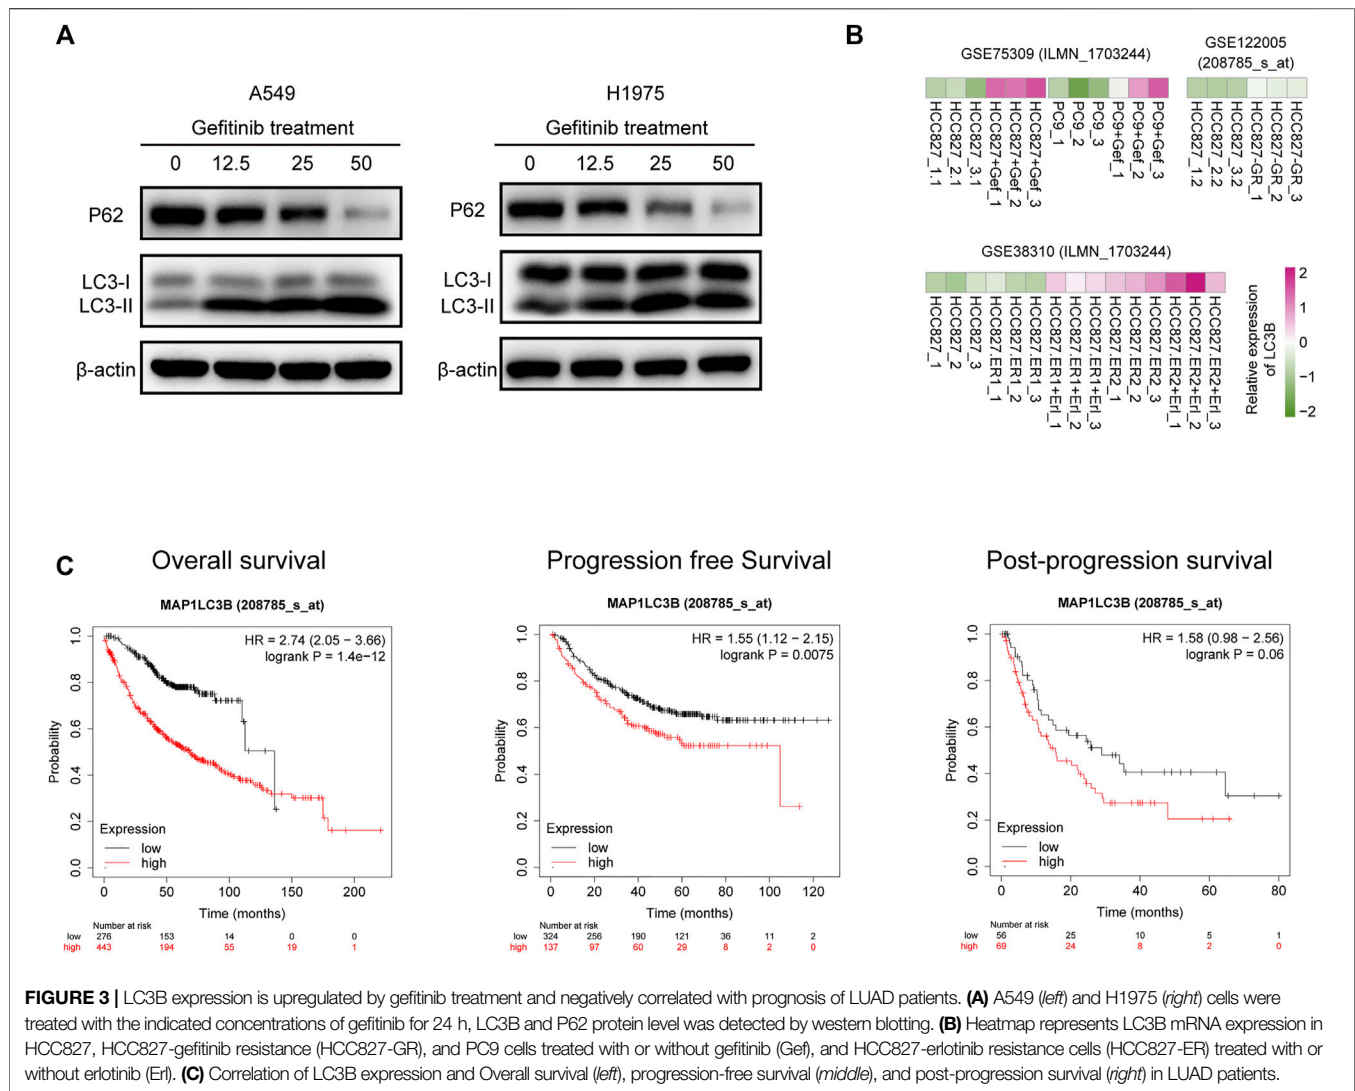 A
A549
Gefitinib treatment
0 12.5 25 50
P62
LC3-I
LC3-II
β-actin
H1975
Gefitinib treatment
0 12.5 25 50
P62
LC3-I
LC3-II
β-actin
B
GSE75309 (ILMN_1703244)
HCC827_1.1
HCC827_2.1
HCC827_3.1
HCC827+Gef_1
HCC827+Gef_2
HCC827+Gef_3
PC9_1
PC9_2
PC9_3
PC9+Gef_1
PC9+Gef_2
PC9+Gef_3
GSE122005
(208785_s_at)
HCC827_1.2
HCC827_2.2
HCC827_3.2
HCC827-GR_1
HCC827-GR_2
HCC827-GR_3
GSE38310 (ILMN_1703244)
HCC827_1
HCC827_2
HCC827_3
HCC827.ER1_1
HCC827.ER1_2
HCC827.ER1_3
HCC827.ER1+Erl_1
HCC827.ER1+Erl_2
HCC827.ER1+Erl_3
HCC827.ER2_1
HCC827.ER2_2
HCC827.ER2_3
HCC827.ER2+Erl_1
HCC827.ER2+Erl_2
HCC827.ER2+Erl_3
Relative expression
of LC3B
2
1
0
−1
−2
C
Overall survival
MAP1LC3B (208785_s_at)
HR = 2.74 (2.05 − 3.66)
logrank P = 1.4e−12
Probability
1.0
0.8
0.6
0.4
0.2
0.0
Expression
low
high
0 50 100 150 200
Time (months)
Number at risk
low 276 153 14 0 0
high 443 194 55 19 1
Progression free Survival
MAP1LC3B (208785_s_at)
HR = 1.55 (1.12 − 2.15)
logrank P = 0.0075
Probability
1.0
0.8
0.6
0.4
0.2
0.0
Expression
low
high
0 20 40 60 80 100 120
Time (months)
Number at risk
low 324 256 190 121 36 11 2
high 137 97 60 29 8 2 0
Post-progression survival
MAP1LC3B (208785_s_at)
HR = 1.58 (0.98 − 2.56)
logrank P = 0.06
Probability
1.0
0.8
0.6
0.4
0.2
0.0
Expression
low
high
0 20 40 60 80
Time (months)
Number at risk
low 56 25 10 5 1
high 69 24 8 2 0
FIGURE 3 | LC3B expression is upregulated by gefitinib treatment and negatively correlated with prognosis of LUAD patients. (A) A549 (left) and H1975 (right) cells were
treated with the indicated concentrations of gefitinib for 24 h, LC3B and P62 protein level was detected by western blotting. (B) Heatmap represents LC3B mRNA expression in
HCC827, HCC827-gefitinib resistance (HCC827-GR), and PC9 cells treated with or without gefitinib (Gef), and HCC827-erlotinib resistance cells (HCC827-ER) treated with or
without erlotinib (Erl). (C) Correlation of LC3B expression and Overall survival (left), progression-free survival (middle), and post-progression survival (right) in LUAD patients.